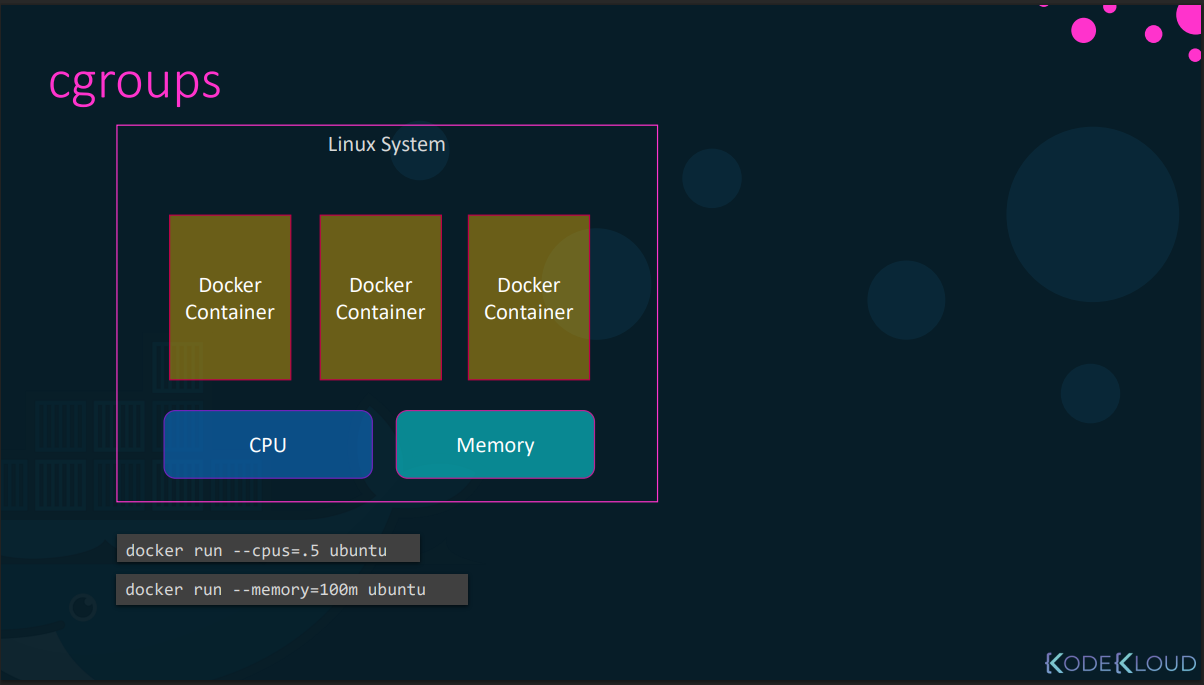 cgroups
Linux System
Docker
Container
Docker
Container
Docker
Container
CPU
Memory
docker run --cpus=.5 ubuntu
docker run --memory=100m ubuntu
KODEKLOUD